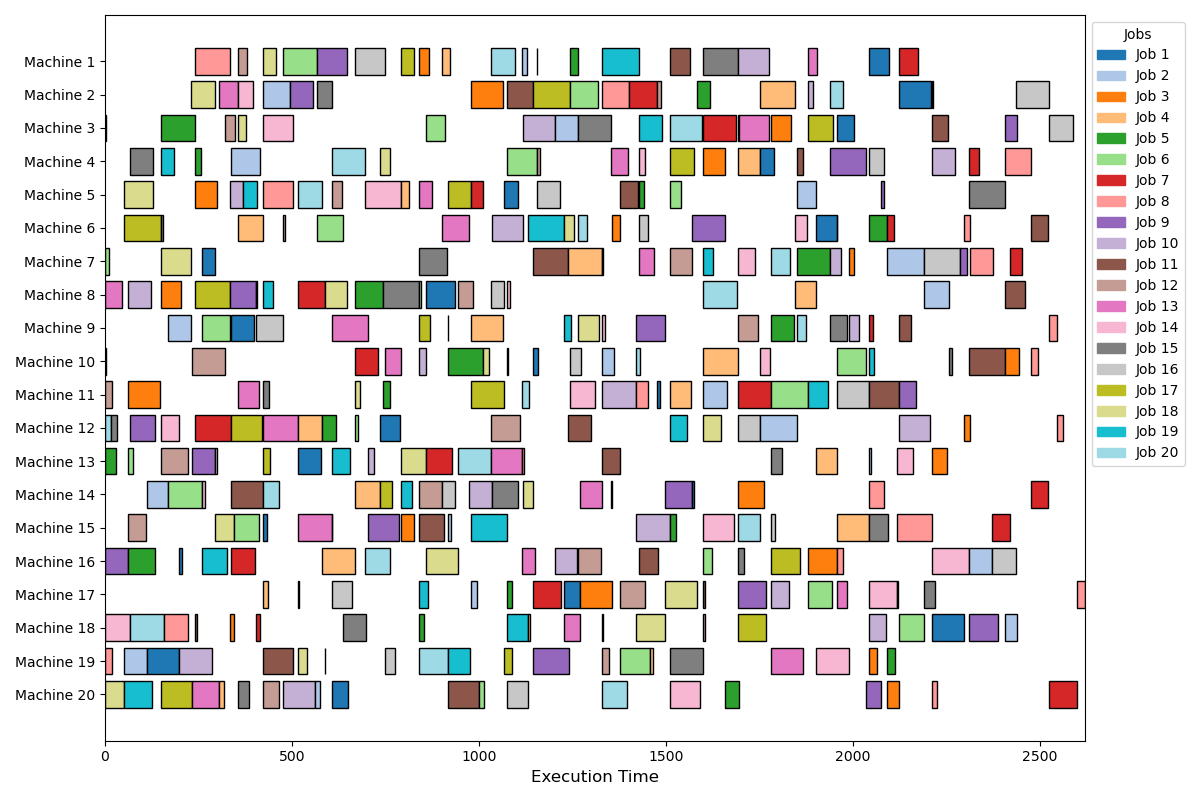 Machine 1
Machine 2
Machine 3
Machine 4
Machine 5
Machine 6
Machine 7
Machine 8
Machine 9
Machine 10
Machine 11
Machine 12
Machine 13
Machine 14
Machine 15
Machine 16
Machine 17
Machine 18
Machine 19
Machine 20
0 500 1000 1500 2000 2500
Execution Time
Jobs
Job 1
Job 2
Job 3
Job 4
Job 5
Job 6
Job 7
Job 8
Job 9
Job 10
Job 11
Job 12
Job 13
Job 14
Job 15
Job 16
Job 17
Job 18
Job 19
Job 20